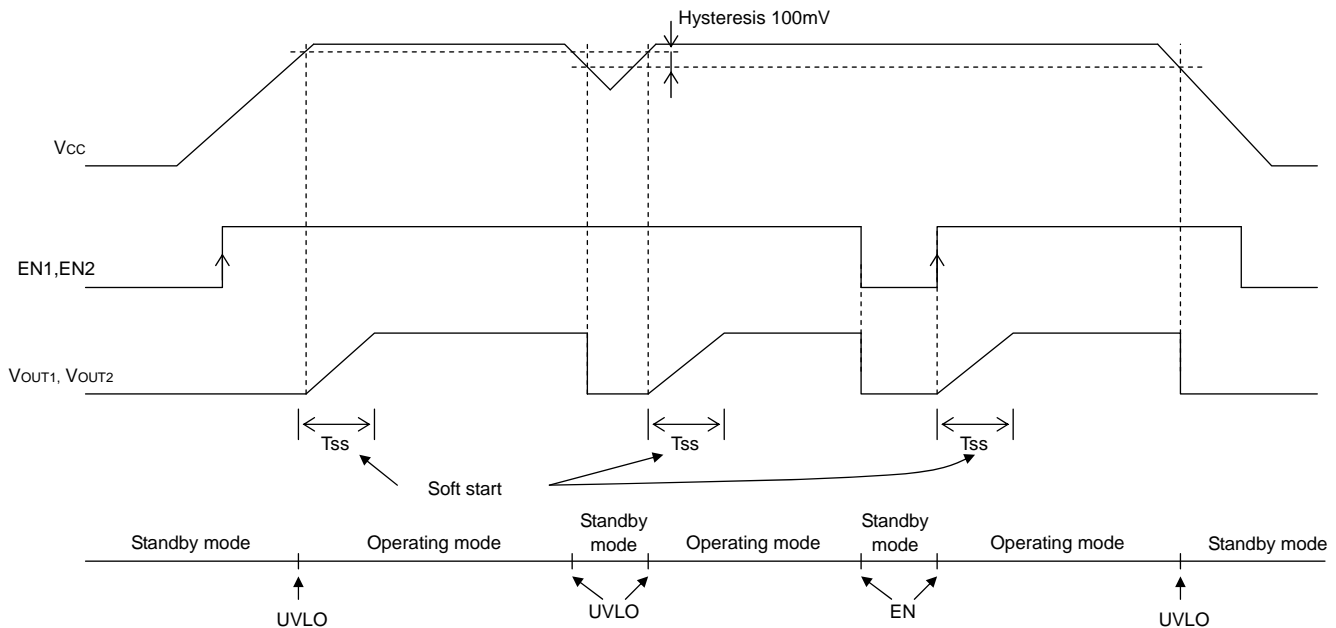 Hysteresis 100mV
VCC
EN1,EN2
VOUT1, VOUT2
Tss
Tss
Tss
Soft start
Standby mode
Operating mode
Standby
mode
Operating mode
Standby
mode
Operating mode
Standby mode
UVLO
UVLO
EN
UVLO